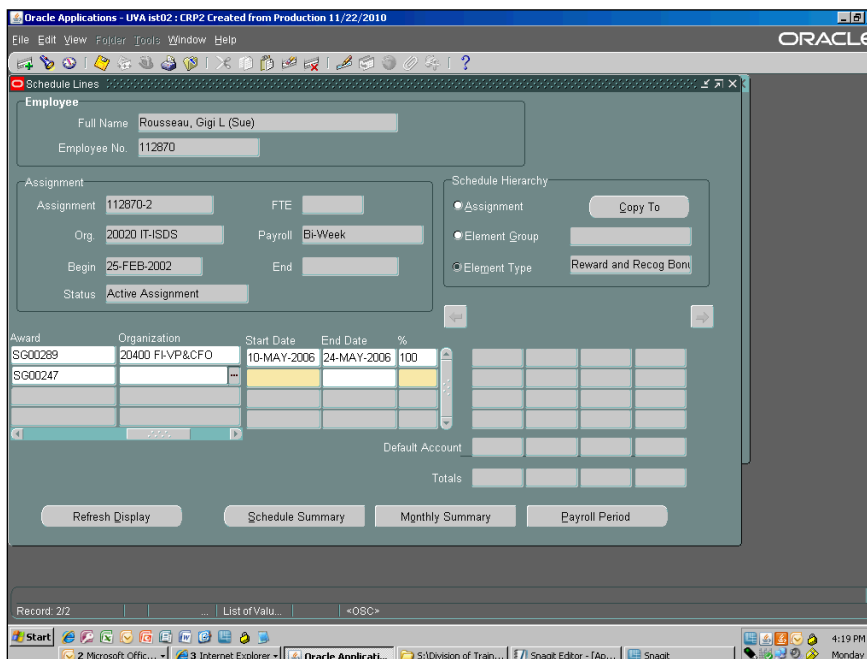 Oracle Applications - UVA ist02 : CRP2 Created from Production 11/22/2010
File Edit View Folder Tools Window Help
ORACLE
Schedule Lines
Employee
Full Name Rousseau, Gigi L (Sue)
Employee No. 112870
Assignment
Assignment 112870-2 FTE
Org. 20020 IT-ISDS Payroll Bi-Week
Begin 25-FEB-2002 End
Status Active Assignment
Schedule Hierarchy
Assignment Copy To
Element Group
Element Type Reward and Recog Bon
Award Organization Start Date End Date %
SG00289 20400 FI-VP&CFO 10-MAY-2006 24-MAY-2006 100
SG00247 ...
Default Account
Totals
Refresh Display Schedule Summary Monthly Summary Payroll Period
Record: 2/2 ... List of Valu... <OSC>
Start 4:19 PM
2 Microsoft Offic... 3 Internet Explorer Oracle Applicati... S:\Division of Train... Snagit Editor - [Ap... Snagit Monday